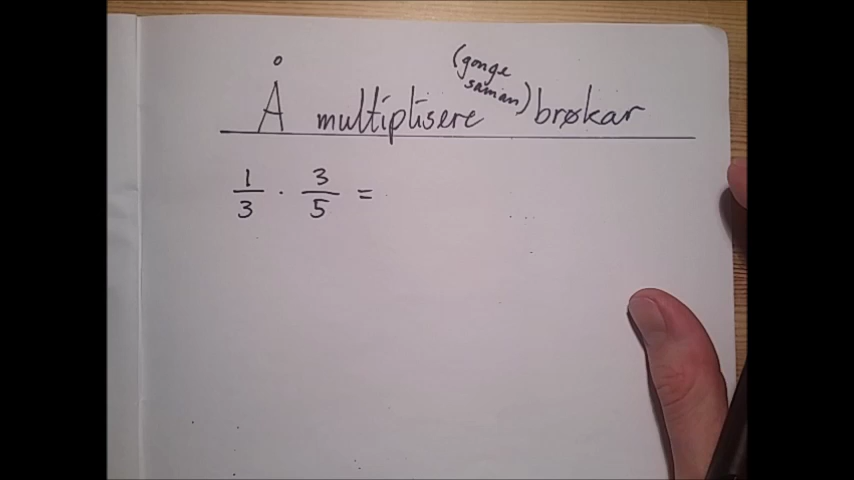 Å multiplisere (gonge saman) brøkar
1/3 · 3/5 =